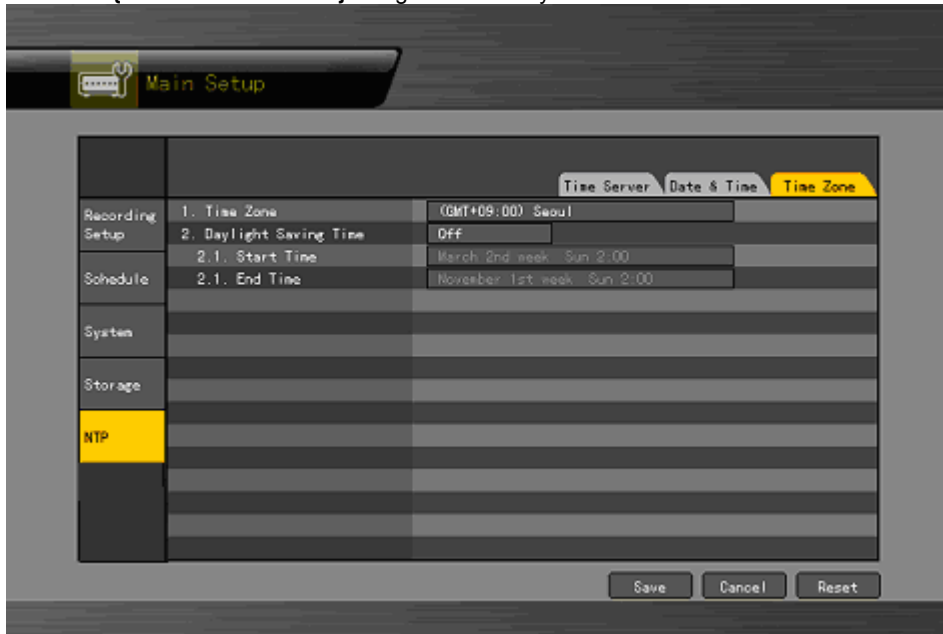 Main Setup
Time Server Date & Time Time Zone
Recording Setup
1. Time Zone (GMT+09:00) Seoul
2. Daylight Saving Time Off
2.1. Start Time March 2nd week Sun 2:00
Schedule
2.1. End Time November 1st week Sun 2:00
System
Storage
NTP
Save Cancel Reset